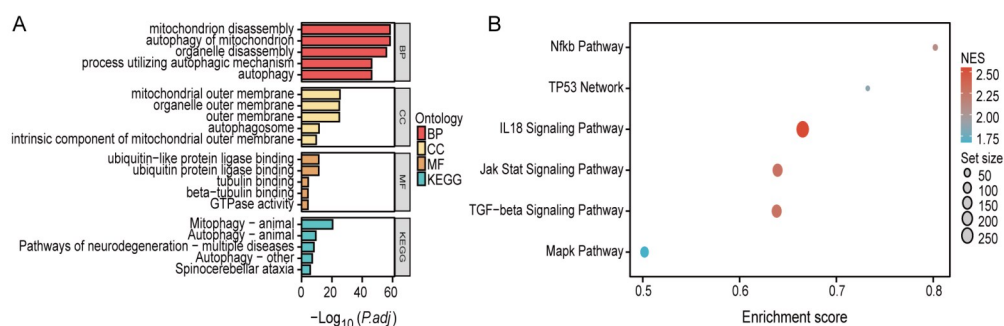 A
mitochondrion disassembly
autophagy of mitochondrion
organelle disassembly
process utilizing autophagic mechanism
autophagy
BP
mitochondrial outer membrane
organelle outer membrane
outer membrane
autophagosome
intrinsic component of mitochondrial outer membrane
CC
ubiquitin-like protein ligase binding
ubiquitin protein ligase binding
tubulin binding
beta-tubulin binding
GTPase activity
MF
Mitophagy - animal
Autophagy - animal
Pathways of neurodegeneration - multiple diseases
Autophagy - other
Spinocerebellar ataxia
KEGG
0 20 40 60
-Log10 (P.adj)
Ontology
BP
CC
MF
KEGG
B
Nfkb Pathway
TP53 Network
IL18 Signaling Pathway
Jak Stat Signaling Pathway
TGF-beta Signaling Pathway
Mapk Pathway
0.5 0.6 0.7 0.8
Enrichment score
NES
2.50
2.25
2.00
1.75
Set size
50
100
150
200
250